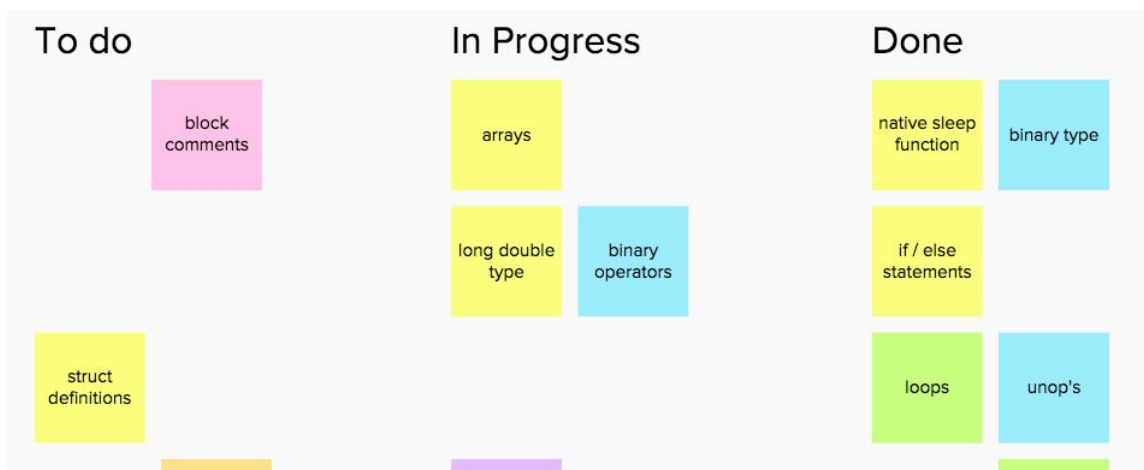 To do
In Progress
Done
block
comments
arrays
native sleep
function
binary type
long double
type
binary
operators
if / else
statements
struct
definitions
loops
unop's